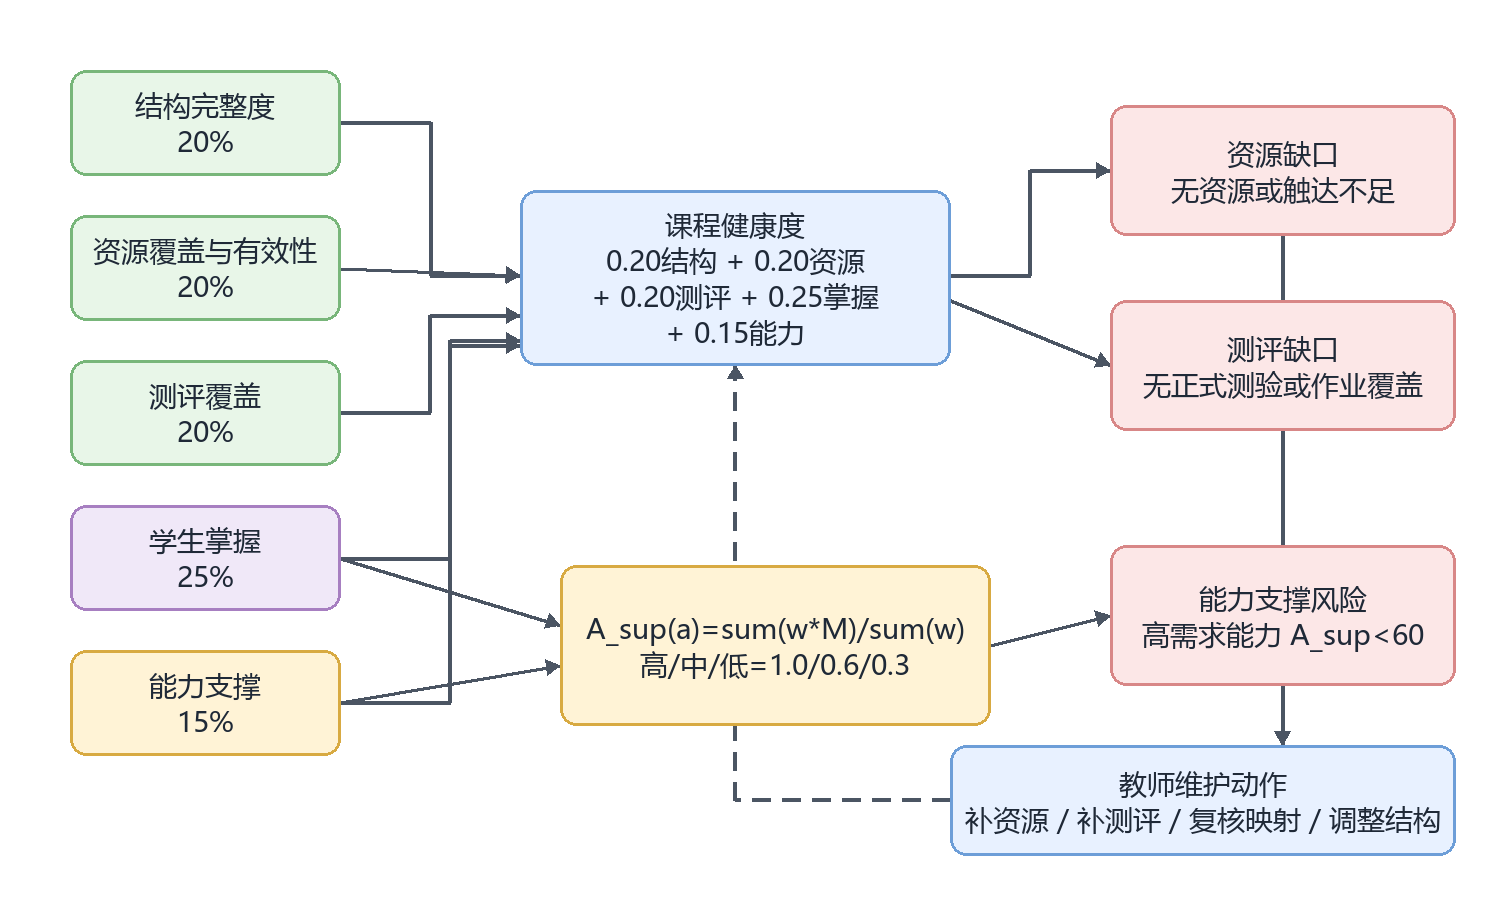 结构完整度
20%
资源覆盖与有效性
20%
测评覆盖
20%
学生掌握
25%
能力支撑
15%
课程健康度
0.20结构 + 0.20资源
+ 0.20测评 + 0.25掌握
+ 0.15能力
A_sup(a)=sum(w*M)/sum(w)
高/中/低=1.0/0.6/0.3
资源缺口
无资源或触达不足
测评缺口
无正式测验或作业覆盖
能力支撑风险
高需求能力 A_sup<60
教师维护动作
补资源 / 补测评 / 复核映射 / 调整结构